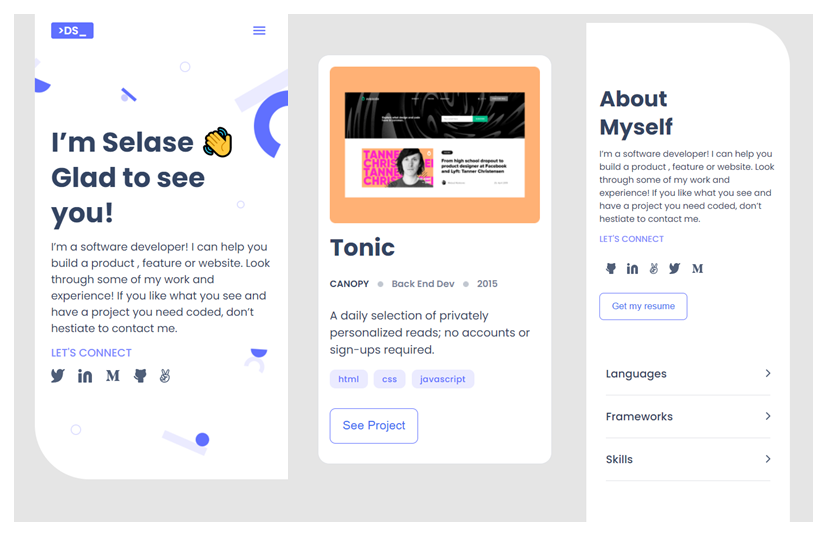 >DS_
I'm Selase
Glad to see
you!
I'm a software developer! I can help you
build a product , feature or website. Look
through some of my work and
experience! If you like what you see and
have a project you need coded, don't
hestiate to contact me.
LET'S CONNECT
TANNER
From high school dropout to
product designer at Facebook
and Lyft: Tanner Christensen
Tonic
CANOPY Back End Dev 2015
A daily selection of privately
personalized reads; no accounts or
sign-ups required.
html css javascript
See Project
About
Myself
I'm a software developer! I can help you
build a product , feature or website. Look
through some of my work and
experience! If you like what you see and
have a project you need coded, don't
hestiate to contact me.
LET'S CONNECT
Get my resume
Languages
Frameworks
Skills